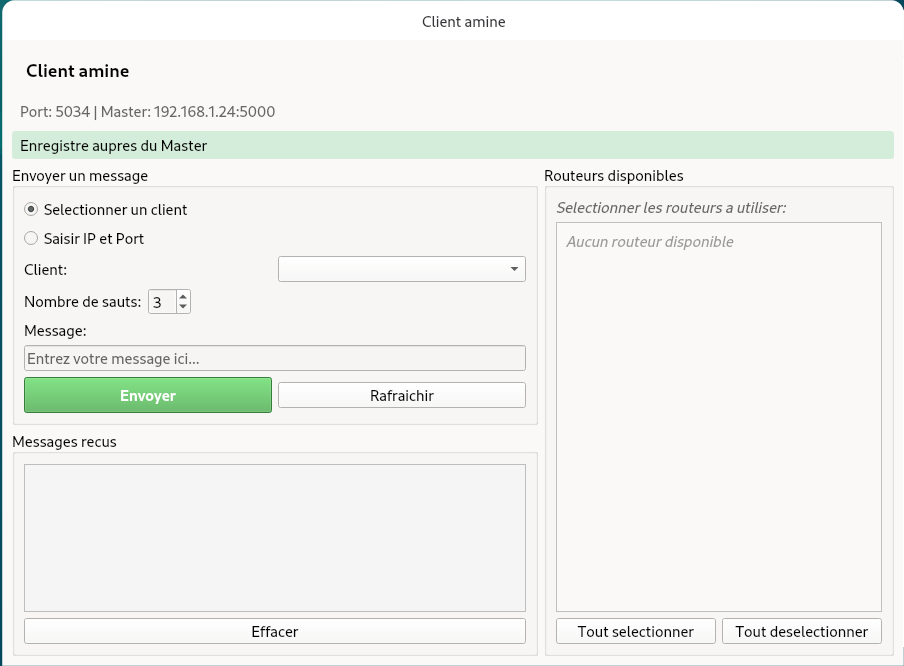 Client amine
Client amine
Port: 5034 | Master: 192.168.1.24:5000
Enregistre aupres du Master
Envoyer un message
Selectionner un client
Saisir IP et Port
Client:
Nombre de sauts: 3
Message:
Entrez votre message ici...
Envoyer
Rafraichir
Messages recus
Effacer
Routeurs disponibles
Selectionner les routeurs a utiliser:
Aucun routeur disponible
Tout selectionner
Tout deselectionner